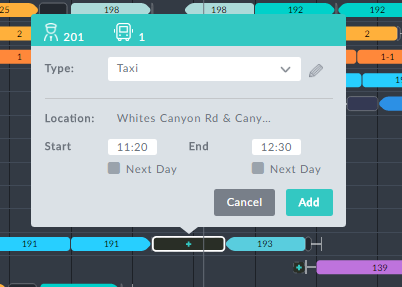 25 198 198 192 192
201 1
2 2
1 1-1
Type: Taxi
Location: Whites Canyon Rd & Cany...
Start 11:20 End 12:30
Next Day Next Day
Cancel Add
191 191 + 193
+ 139